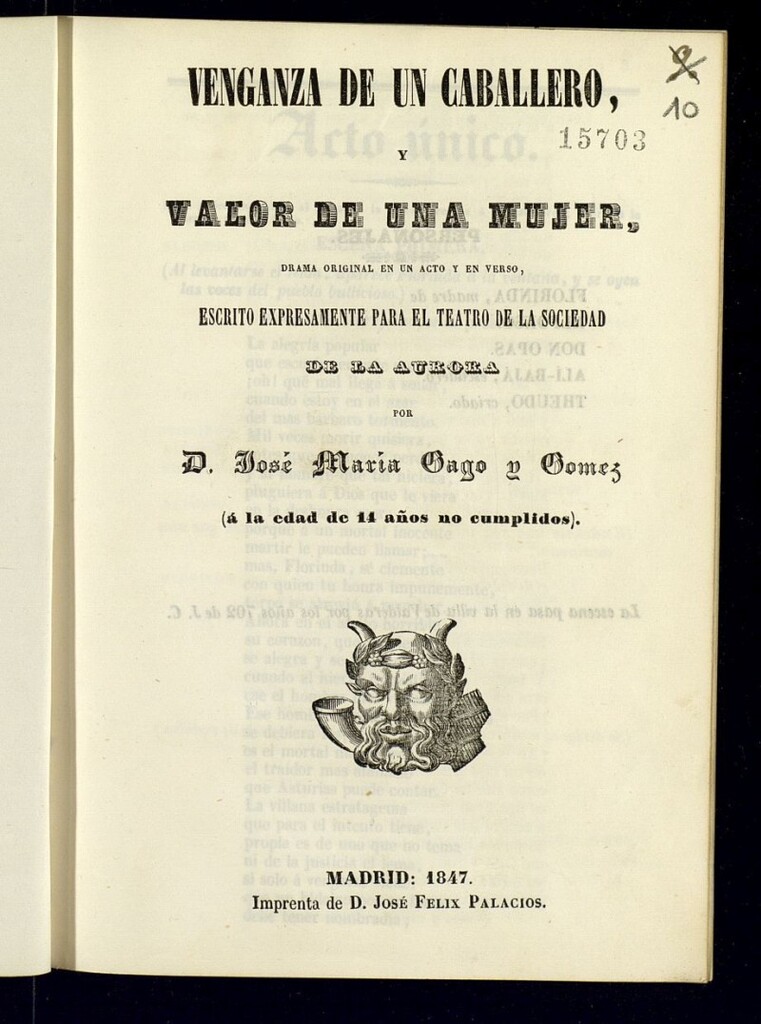 VENGANZA DE UN CABALLERO,
10
15703
Y
VALOR DE UNA MUJER,
DRAMA ORIGINAL EN UN ACTO Y EN VERSO,
ESCRITO EXPRESAMENTE PARA EL TEATRO DE LA SOCIEDAD
DE LA AURORA
POR
D. José María Gago y Gomez
(á la edad de 14 años no cumplidos).
MADRID: 1847.
Imprenta de D. JOSÉ FELIX PALACIOS.